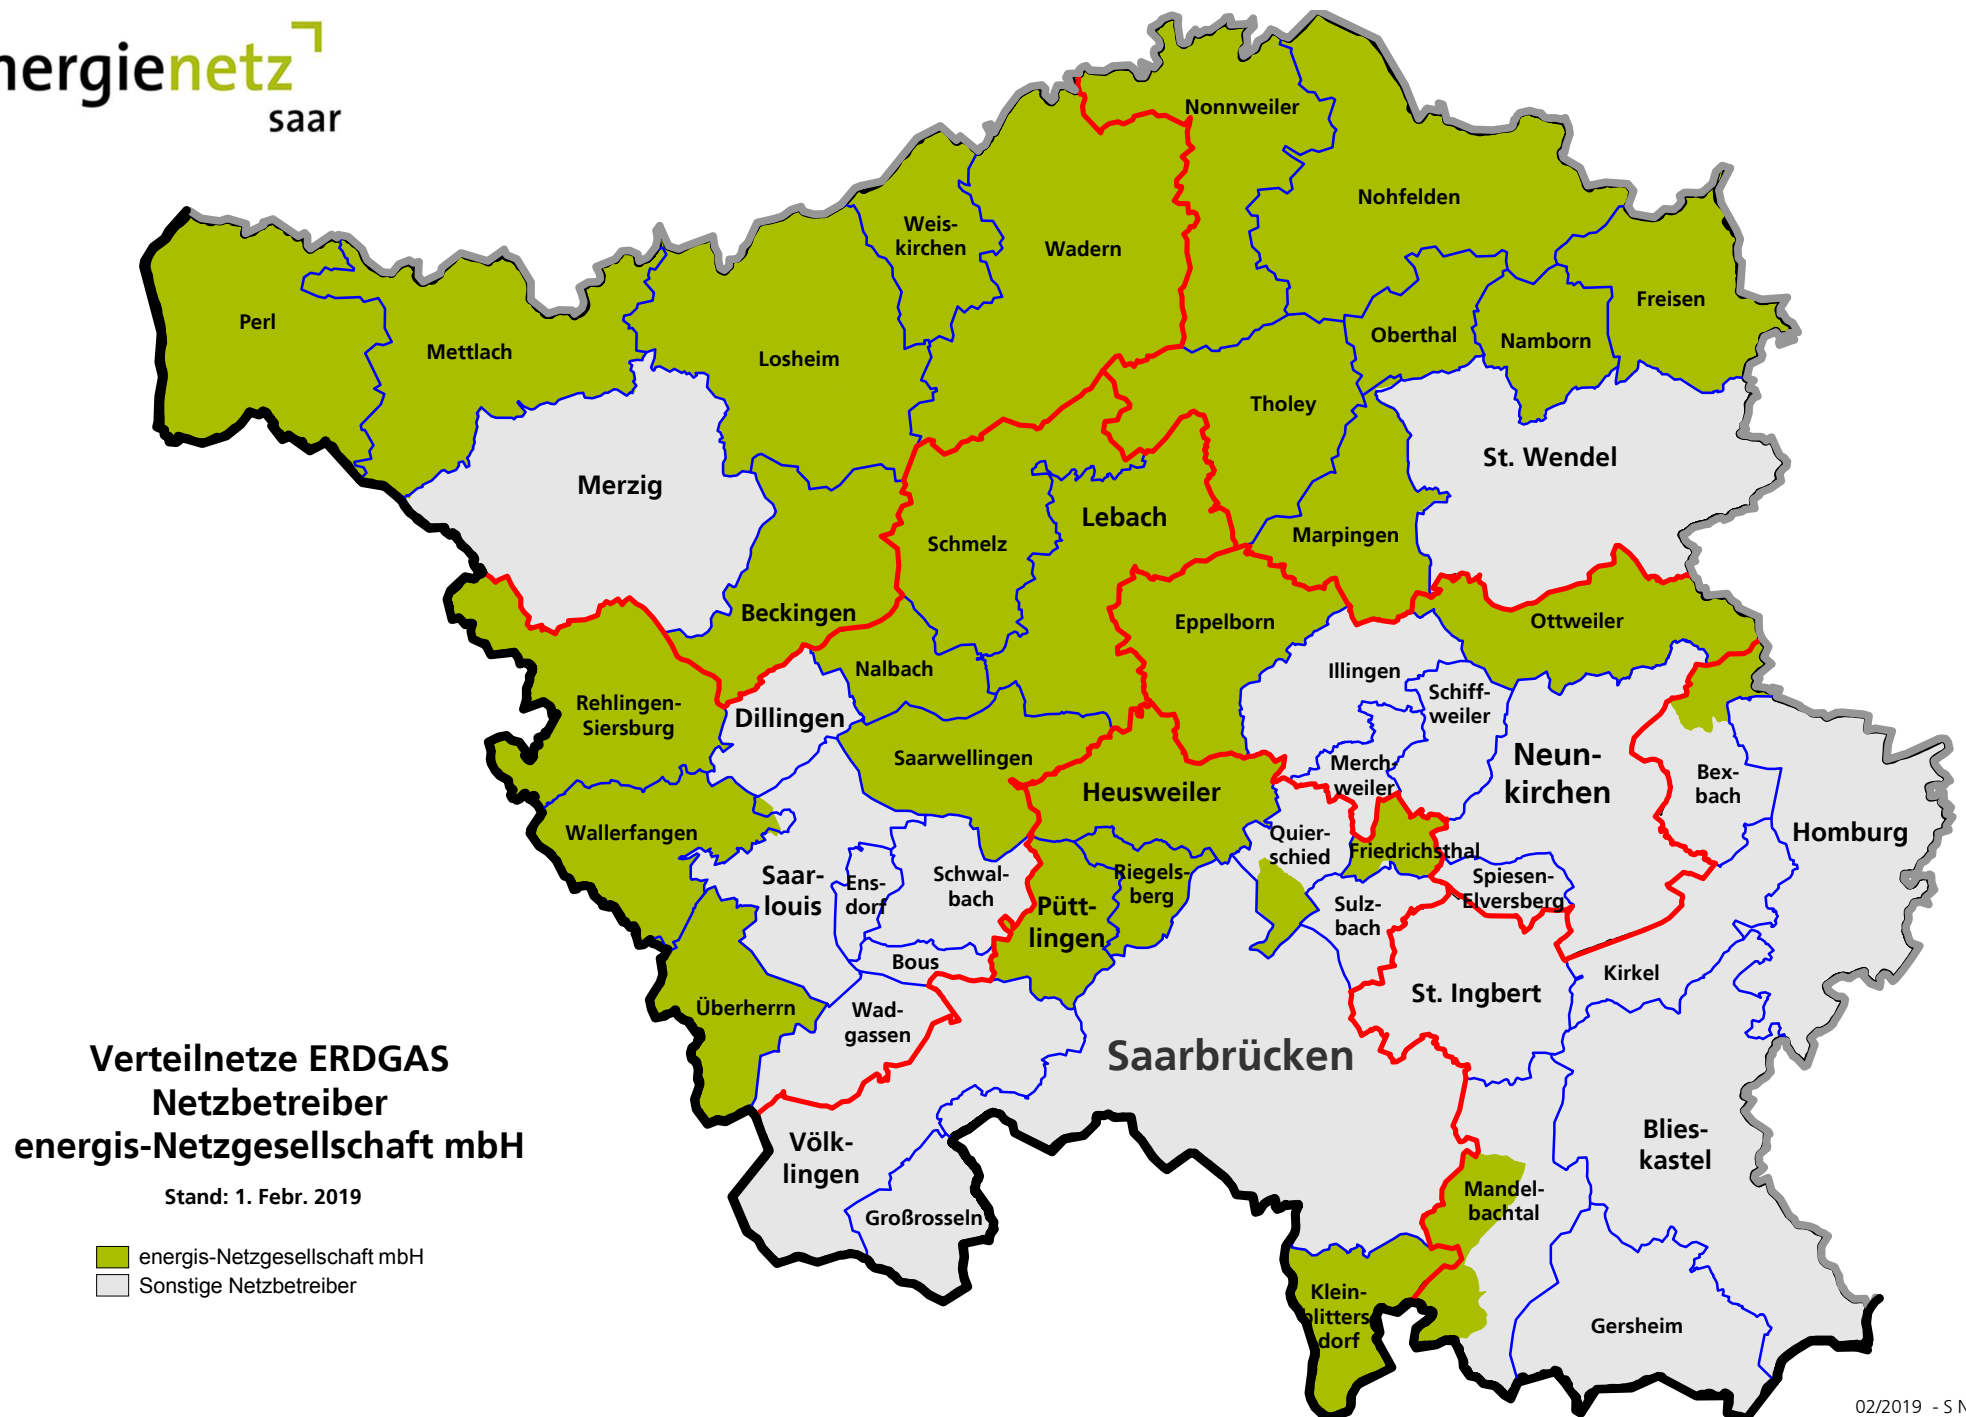 nergienetz
saar
Nonnweiler
Nohfelden
Weis-
kirchen
Wadern
Freisen
Perl
Mettlach
Losheim
Oberthal
Namborn
Tholey
St. Wendel
Merzig
Lebach
Schmelz
Marpingen
Beckingen
Eppelborn
Ottweiler
Nalbach
Illingen
Rehlingen-
Siersburg
Dillingen
Schiff-
weiler
Saarwellingen
Neun-
kirchen
Merch-
weiler
Bex-
bach
Heusweiler
Wallerfangen
Quier-
schied
Homburg
Friedrichsthal
Saar-
louis
Ens-
dorf
Schwal-
bach
Riegels-
berg
Spiesen-
Elversberg
Pütt-
lingen
Sulz-
bach
Bous
Kirkel
St. Ingbert
Überherrn
Wad-
gassen
Saarbrücken
Verteilnetze ERDGAS
Netzbetreiber
energis-Netzgesellschaft mbH
Stand: 1. Febr. 2019
Völk-
lingen
Blies-
kastel
Mandel-
bachtal
Großrosseln
energis-Netzgesellschaft mbH
Sonstige Netzbetreiber
Klein-
blitters
dorf
Gersheim
02/2019 - S N